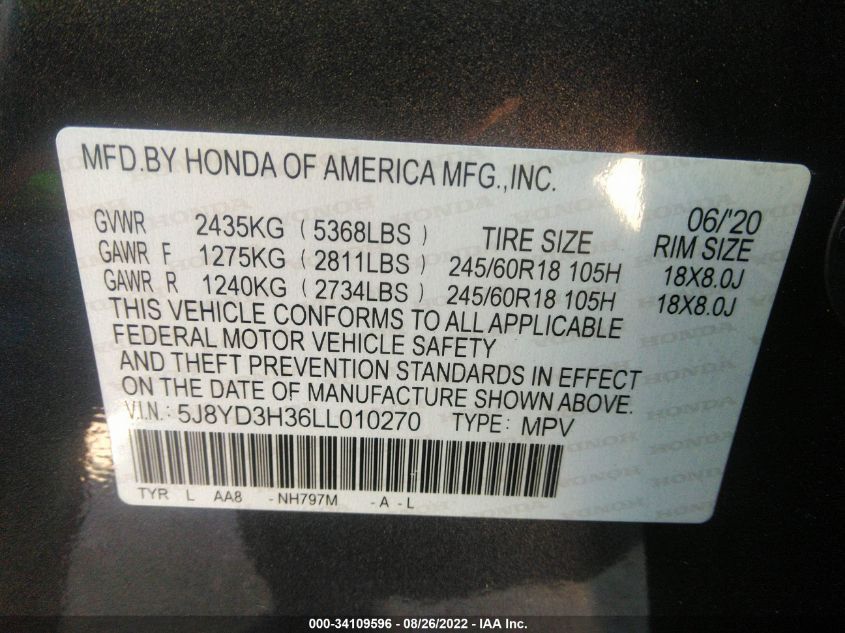 MFD.BY HONDA OF AMERICA MFG.,INC.
06/'20
GVWR 2435KG (5368LBS) TIRE SIZE RIM SIZE
GAWR F 1275KG (2811LBS) 245/60R18 105H 18X8.0J
GAWR R 1240KG (2734LBS) 245/60R18 105H 18X8.0J
THIS VEHICLE CONFORMS TO ALL APPLICABLE
FEDERAL MOTOR VEHICLE SAFETY
AND THEFT PREVENTION STANDARDS IN EFFECT
ON THE DATE OF MANUFACTURE SHOWN ABOVE.
V.I.N.: 5J8YD3H36LL010270 TYPE: MPV
TYR L AA8 -NH797M -A-L
000-34109596 - 08/26/2022 - IAA Inc.